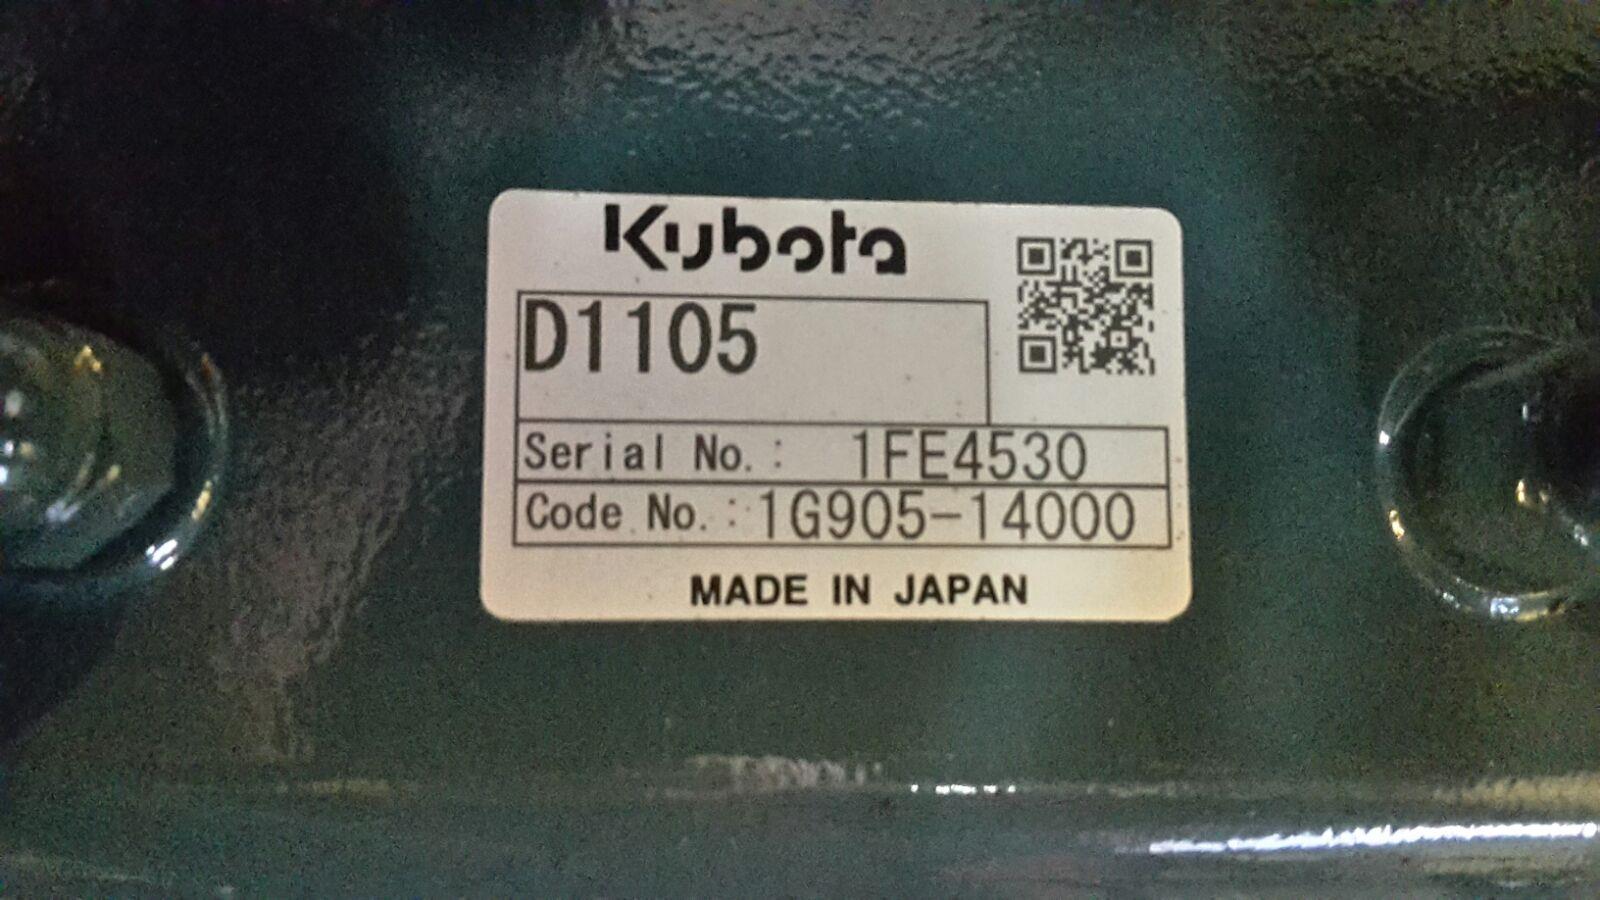 Kubota
D1105
Serial No.: 1FE4530
Code No.:1G905-14000
MADE IN JAPAN